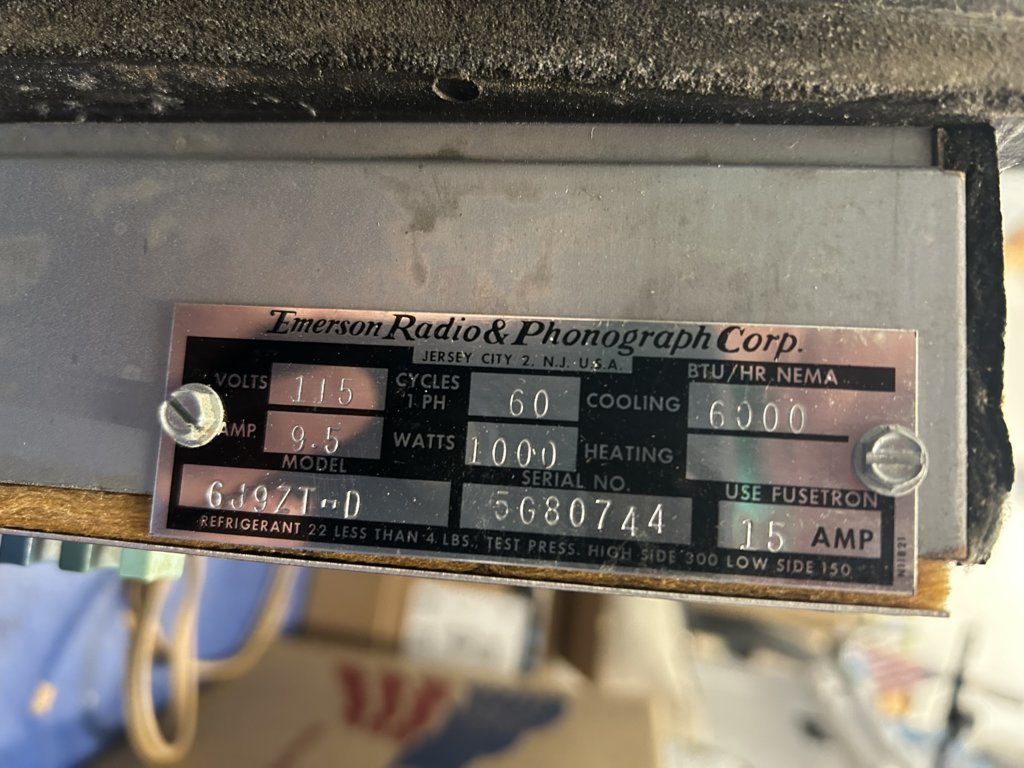 Emerson Radio & Phonograph Corp.
JERSEY CITY 2, N.J. U.S.A.
VOLTS 115 CYCLES 1 PH 60 COOLING BTU/HR NEMA 6000
AMP 9.5 WATTS 1000 HEATING
MODEL SERIAL NO. USE FUSETRON
6J9ZT-D 5G80744 15 AMP
REFRIGERANT 22 LESS THAN 4 LBS., TEST PRESS. HIGH SIDE 300 LOW SIDE 150